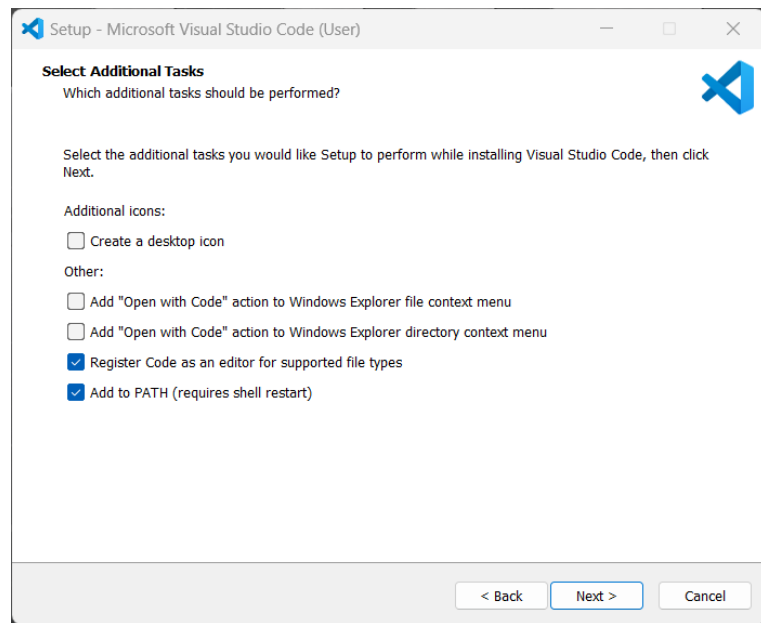 Setup - Microsoft Visual Studio Code (User)
Select Additional Tasks
Which additional tasks should be performed?
Select the additional tasks you would like Setup to perform while installing Visual Studio Code, then click
Next.
Additional icons:
Create a desktop icon
Other:
Add "Open with Code" action to Windows Explorer file context menu
Add "Open with Code" action to Windows Explorer directory context menu
Register Code as an editor for supported file types
Add to PATH (requires shell restart)
< Back Next > Cancel